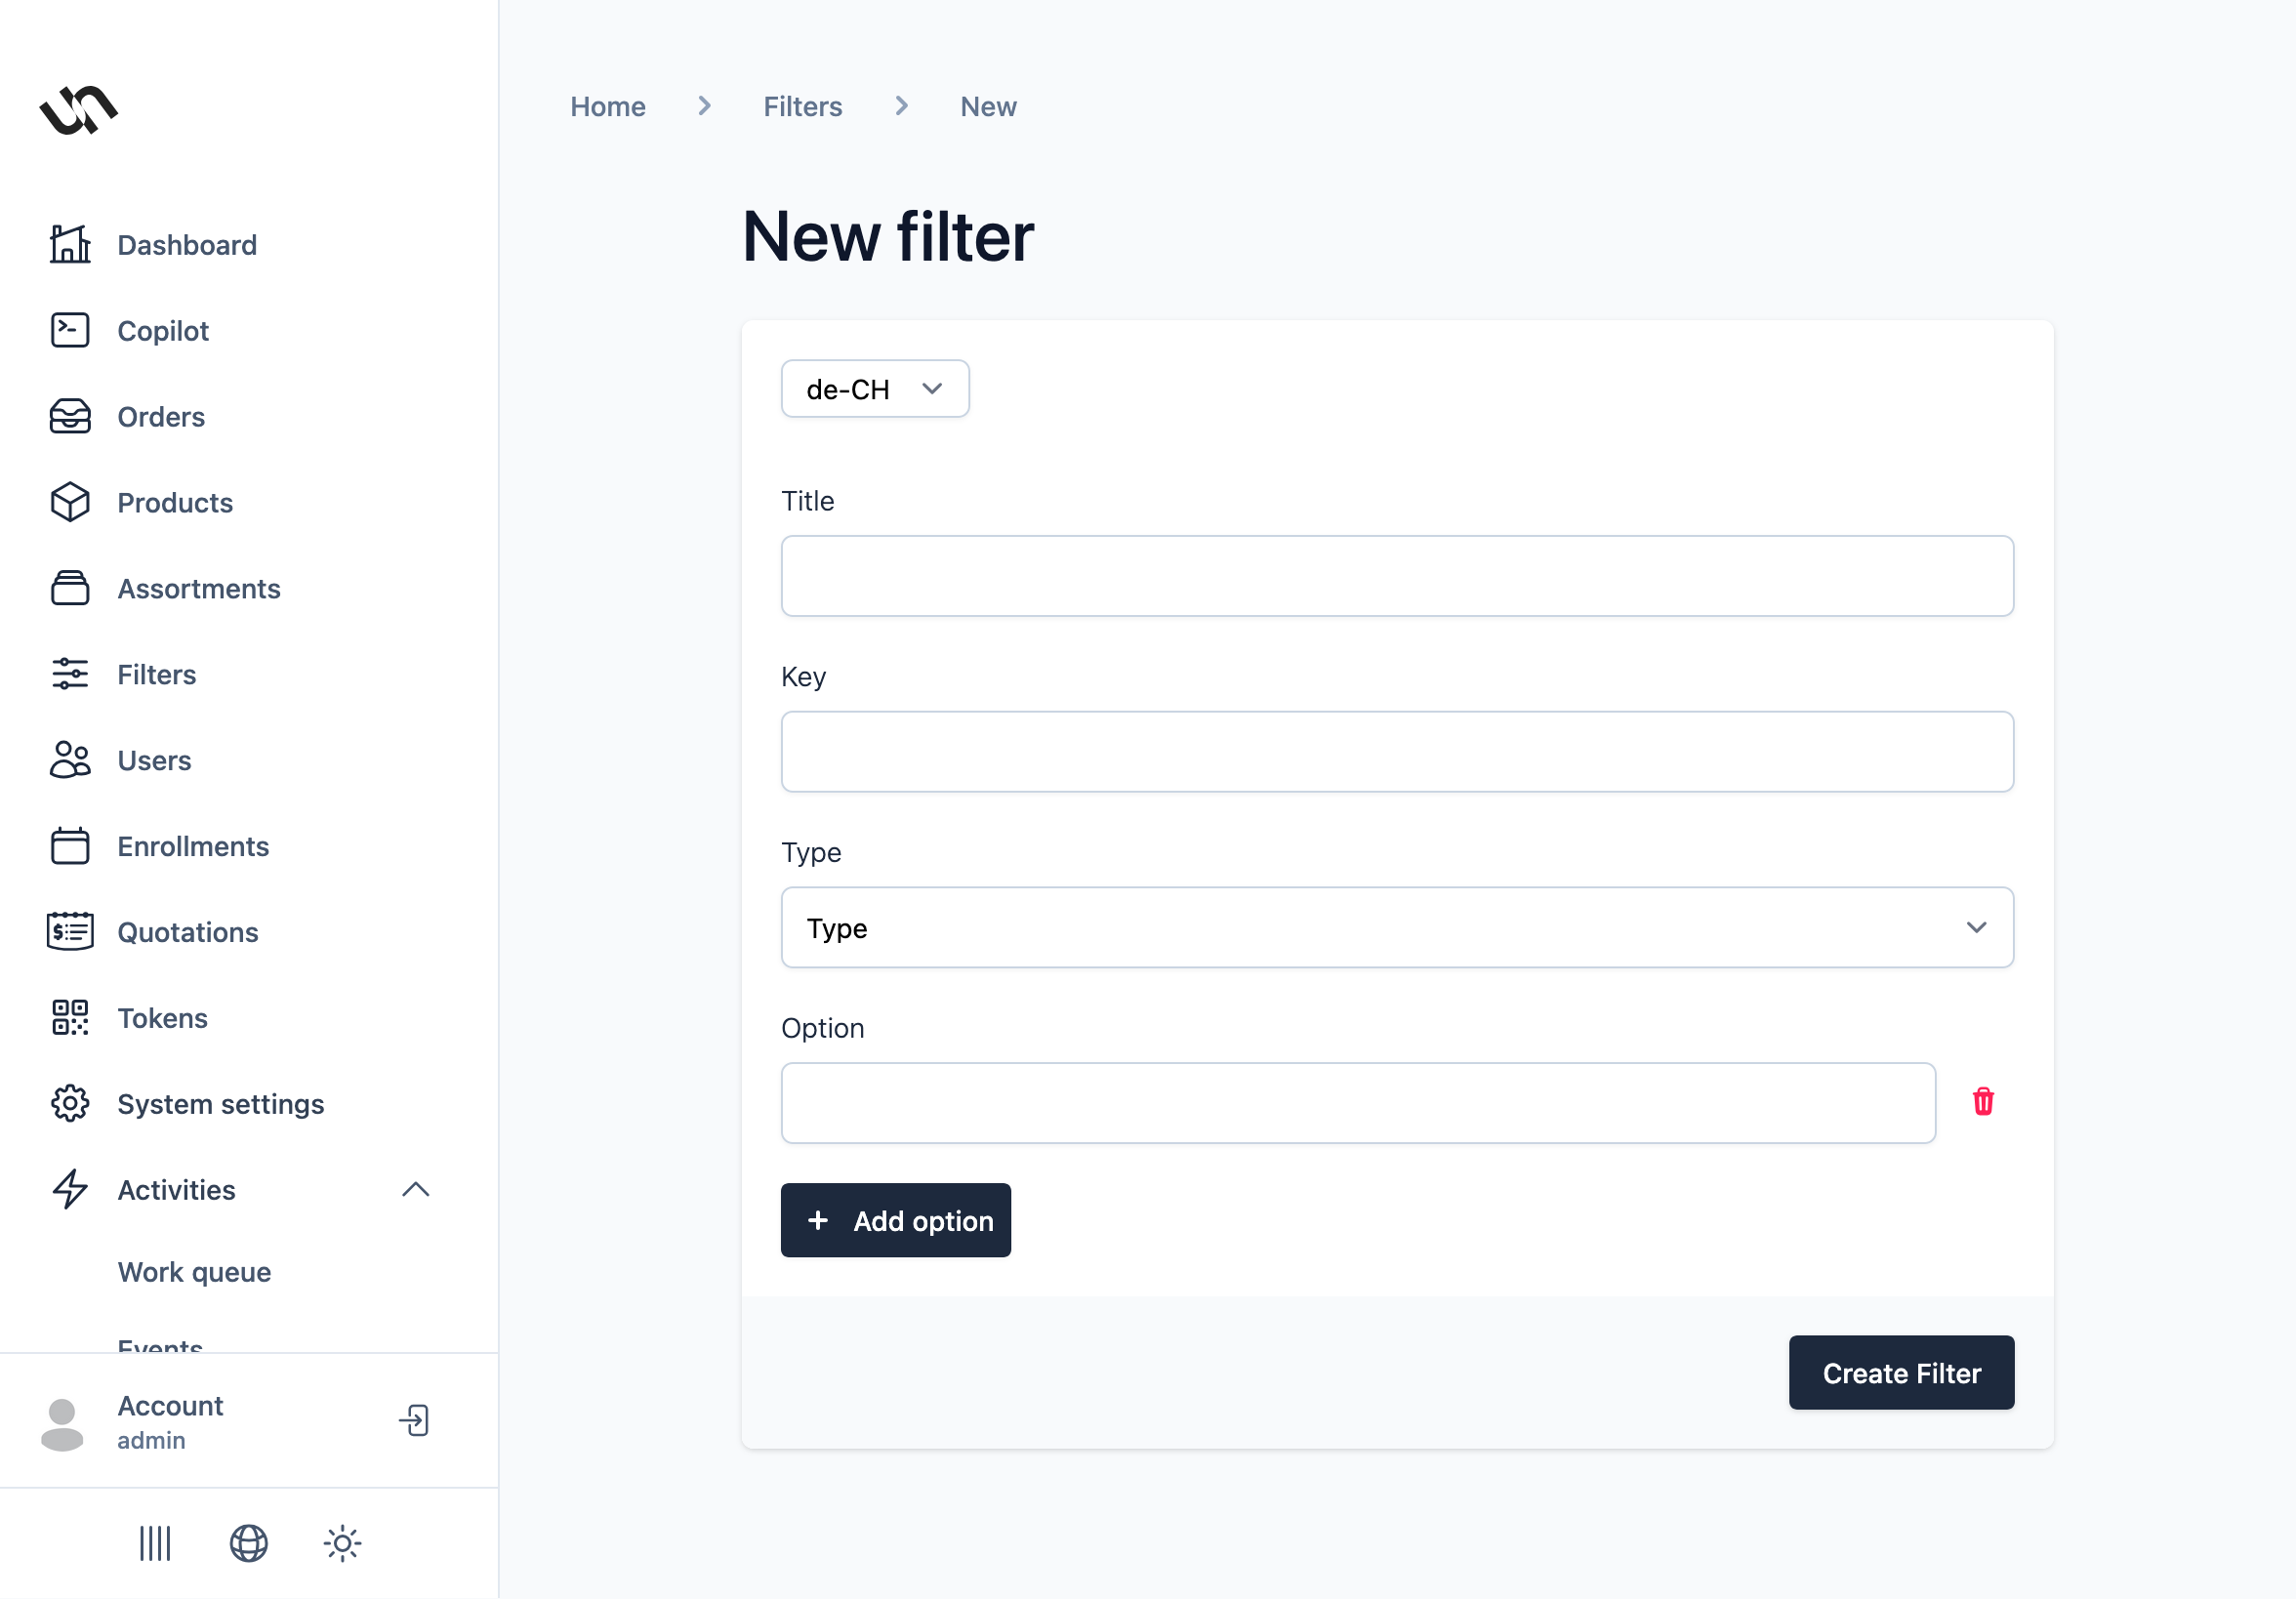 Dashboard
Copilot
Orders
Products
Assortments
Filters
Users
Enrollments
Quotations
Tokens
System settings
Activities
Work queue
Events
Account
admin
Home
Filters
New
New filter
de-CH
Title
Key
Type
Type
Option
Add option
Create Filter